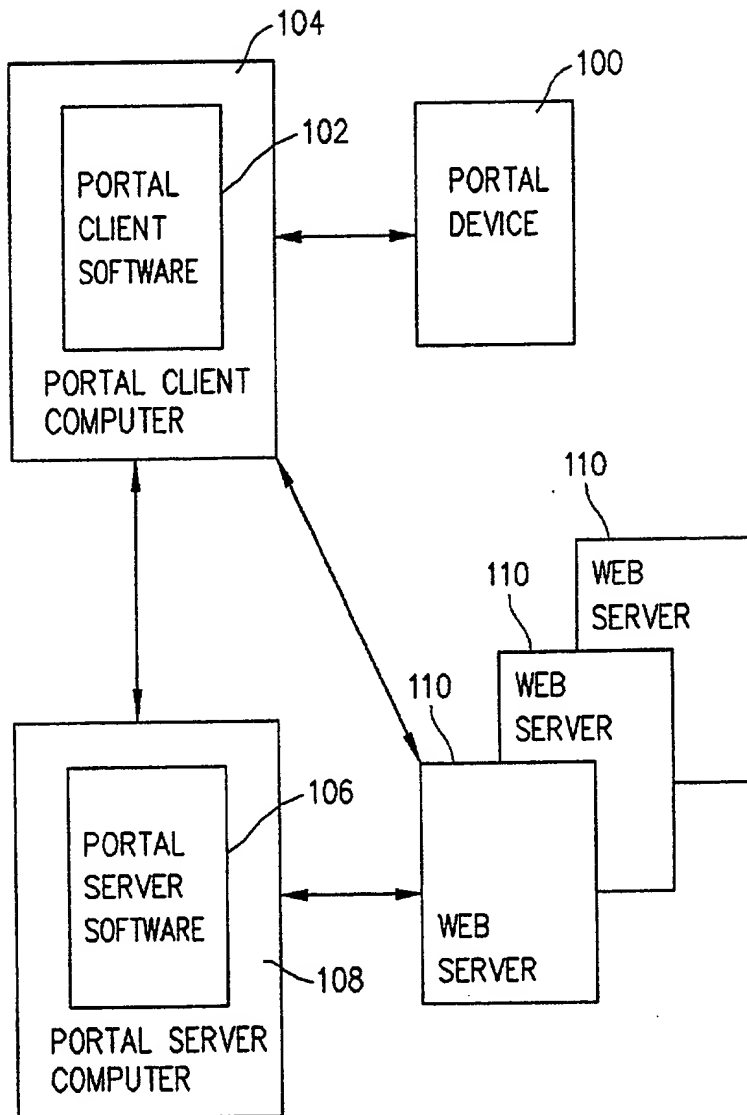 104
100
102
PORTAL
CLIENT
SOFTWARE
PORTAL
DEVICE
PORTAL CLIENT
COMPUTER
110
WEB
SERVER
110
WEB
SERVER
110
WEB
SERVER
106
PORTAL
SERVER
SOFTWARE
108
PORTAL SERVER
COMPUTER